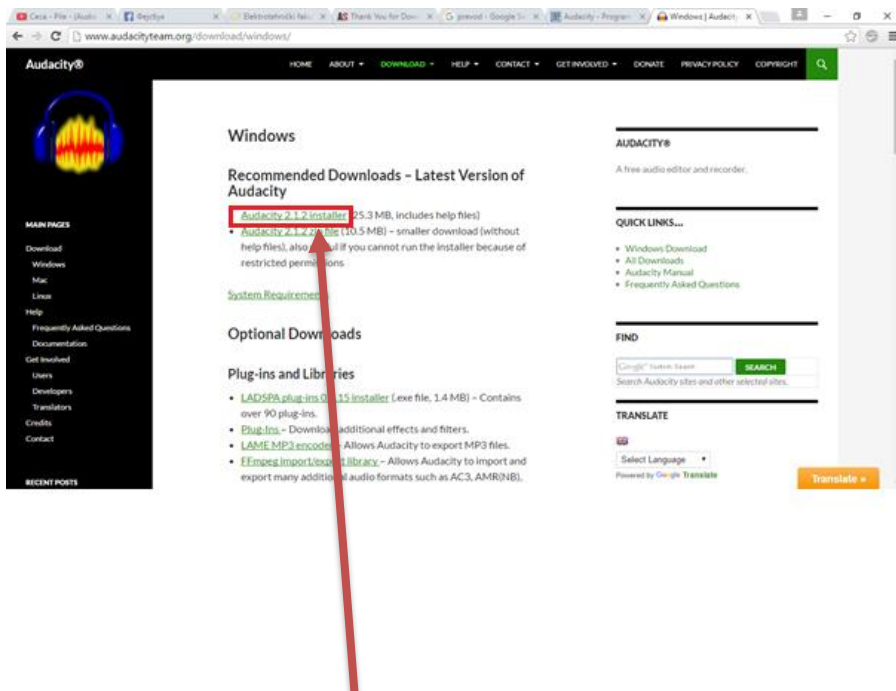 Ceca - Pile - (Audio
Фејсбук
Elektrotehnički fakul
Thank You for Down
prevod - Google Se
Audacity - Program
Windows | Audacity
www.audacityteam.org/download/windows/
Audacity®
HOME ABOUT DOWNLOAD HELP CONTACT GET INVOLVED DONATE PRIVACY POLICY COPYRIGHT
MAIN PAGES
Download
Windows
Mac
Linux
Help
Frequently Asked Questions
Documentation
Get Involved
Users
Developers
Translators
Credits
Contact
RECENT POSTS
Windows
Recommended Downloads – Latest Version of
Audacity
Audacity 2.1.2 installer (25.3 MB, includes help files)
Audacity 2.1.2 zip file (10.5 MB) – smaller download (without
help files), also useful if you cannot run the installer because of
restricted permissions
System Requirements
Optional Downloads
Plug-ins and Libraries
LADSPA plug-ins 0.4.15 installer (.exe file, 1.4 MB) – Contains
over 90 plug-ins.
Plug-Ins – Download additional effects and filters.
LAME MP3 encoder – Allows Audacity to export MP3 files.
FFmpeg import/export library – Allows Audacity to import and
export many additional audio formats such as AC3, AMR(NB),
AUDACITY®
A free audio editor and recorder.
QUICK LINKS...
Windows Download
All Downloads
Audacity Manual
Frequently Asked Questions
FIND
Google™ Custom Search
SEARCH
Search Audacity sites and other selected sites.
TRANSLATE
Select Language
Powered by Google Translate
Translate »